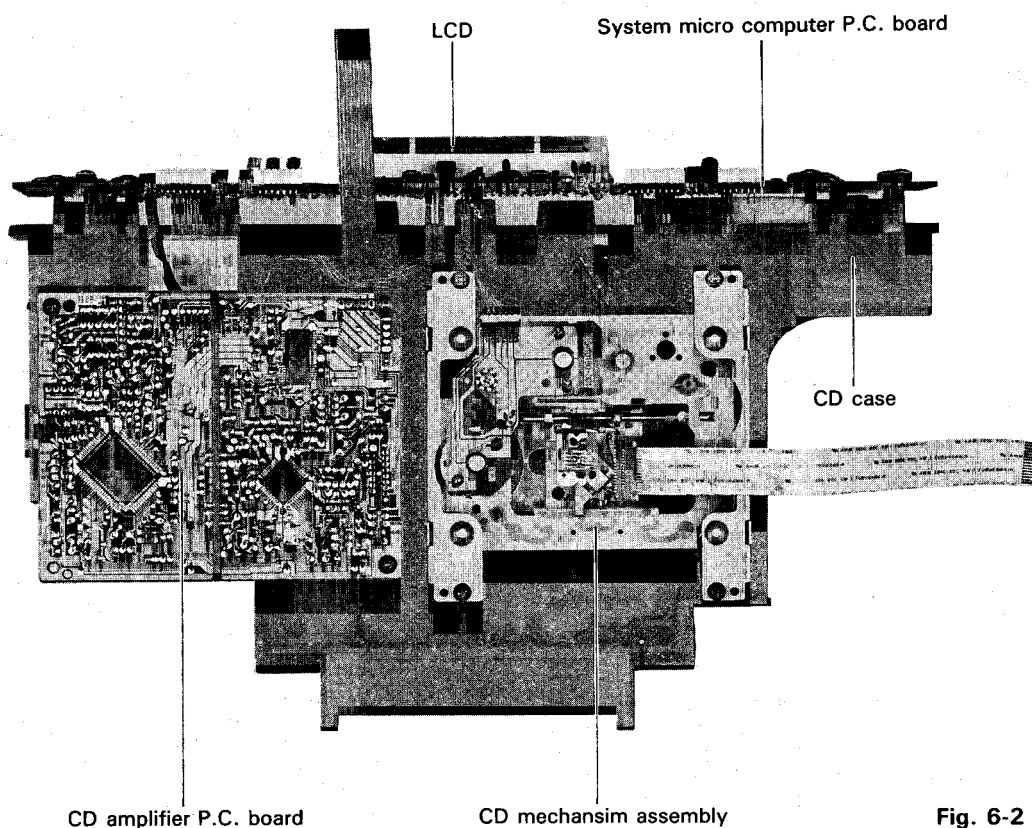 LCD
System micro computer P.C. board
CD case
CD amplifier P.C. board
CD mechansim assembly
Fig. 6-2